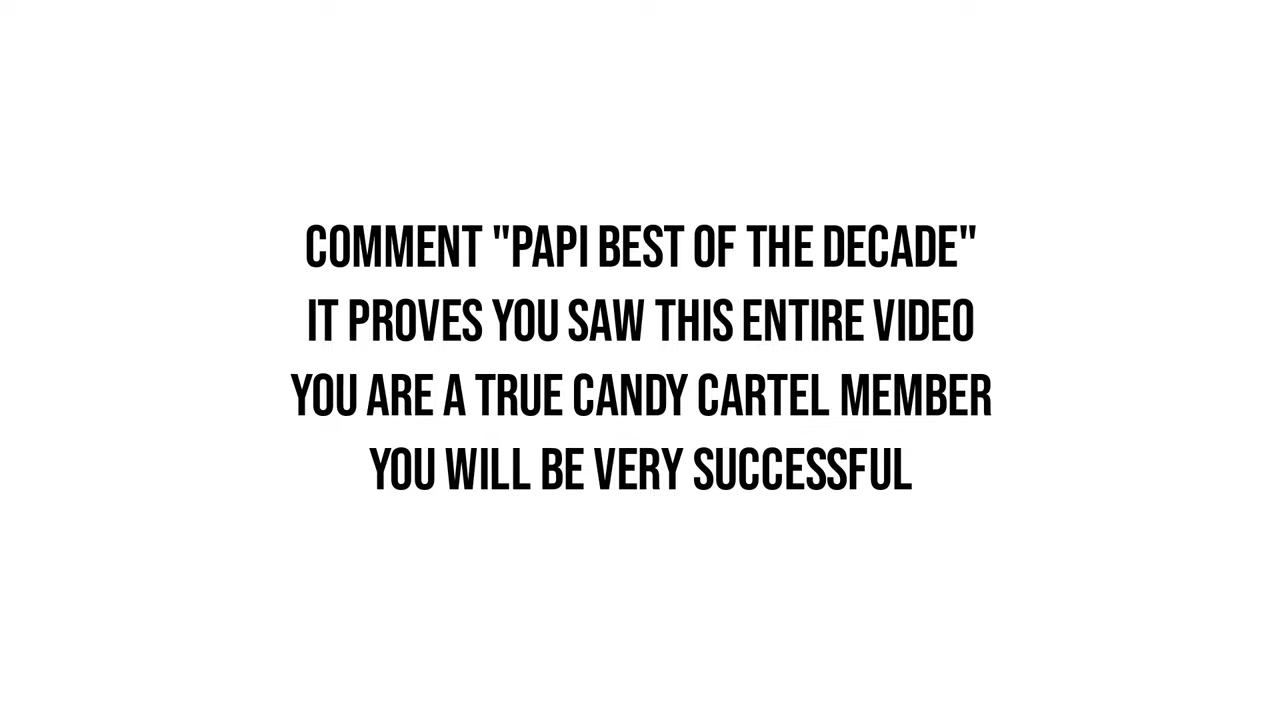 COMMENT "PAPI BEST OF THE DECADE"
IT PROVES YOU SAW THIS ENTIRE VIDEO
YOU ARE A TRUE CANDY CARTEL MEMBER
YOU WILL BE VERY SUCCESSFUL